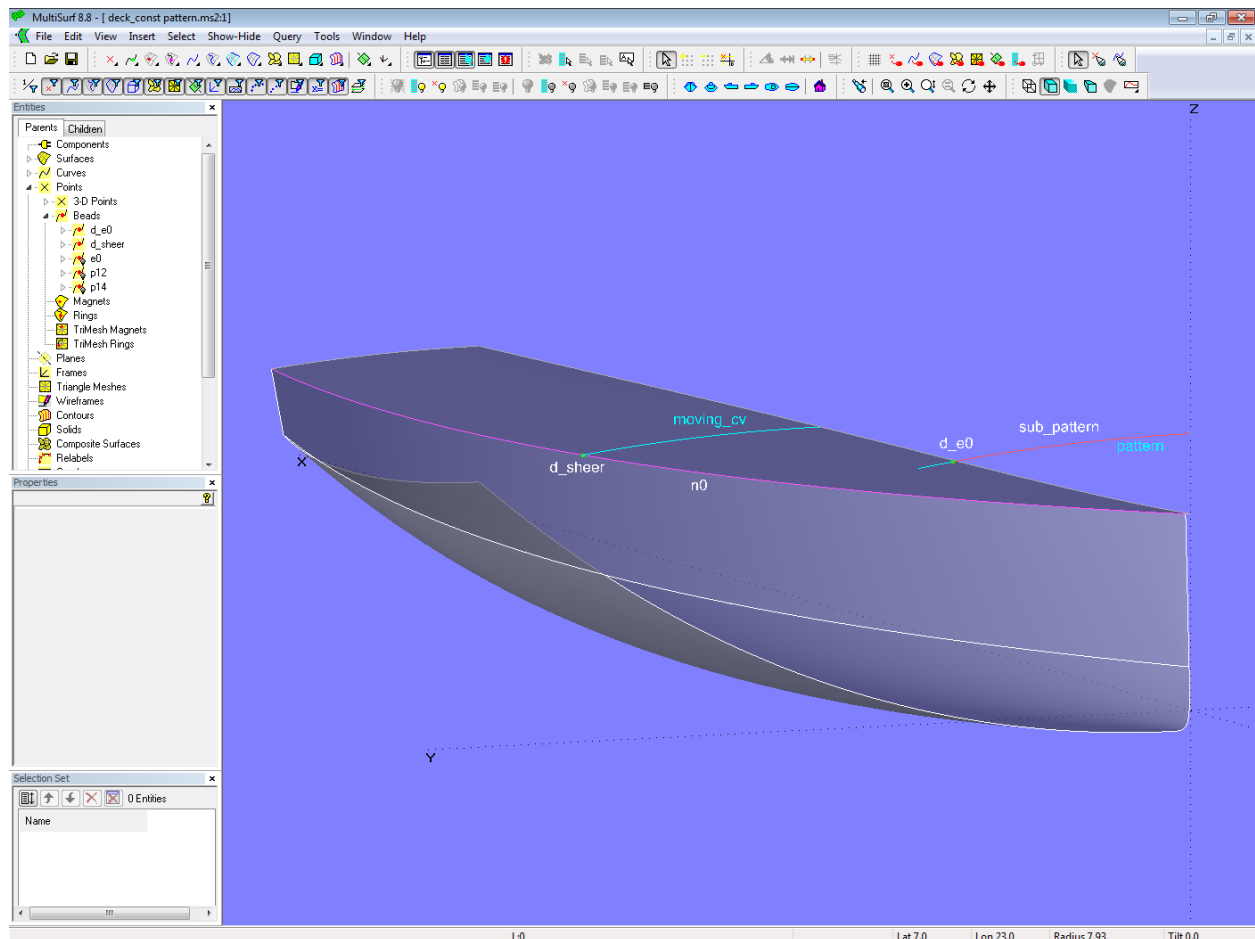 MultiSurf 8.8 - [ deck_const pattern.ms2:1]
File Edit View Insert Select Show-Hide Query Tools Window Help
Entities
Parents Children
Components
Surfaces
Curves
Points
3-D Points
Beads
d_e0
d_sheer
e0
p12
p14
Magnets
Rings
TriMesh Magnets
TriMesh Rings
Planes
Frames
Triangle Meshes
Wireframes
Contours
Solids
Composite Surfaces
Relabels
Properties
Selection Set
0 Entities
Name
Z
moving_cv
sub_pattern
d_e0
pattern
d_sheer
X
n0
Y
L:0 Lat 7.0 Lon 23.0 Radius 7.93 Tilt 0.0